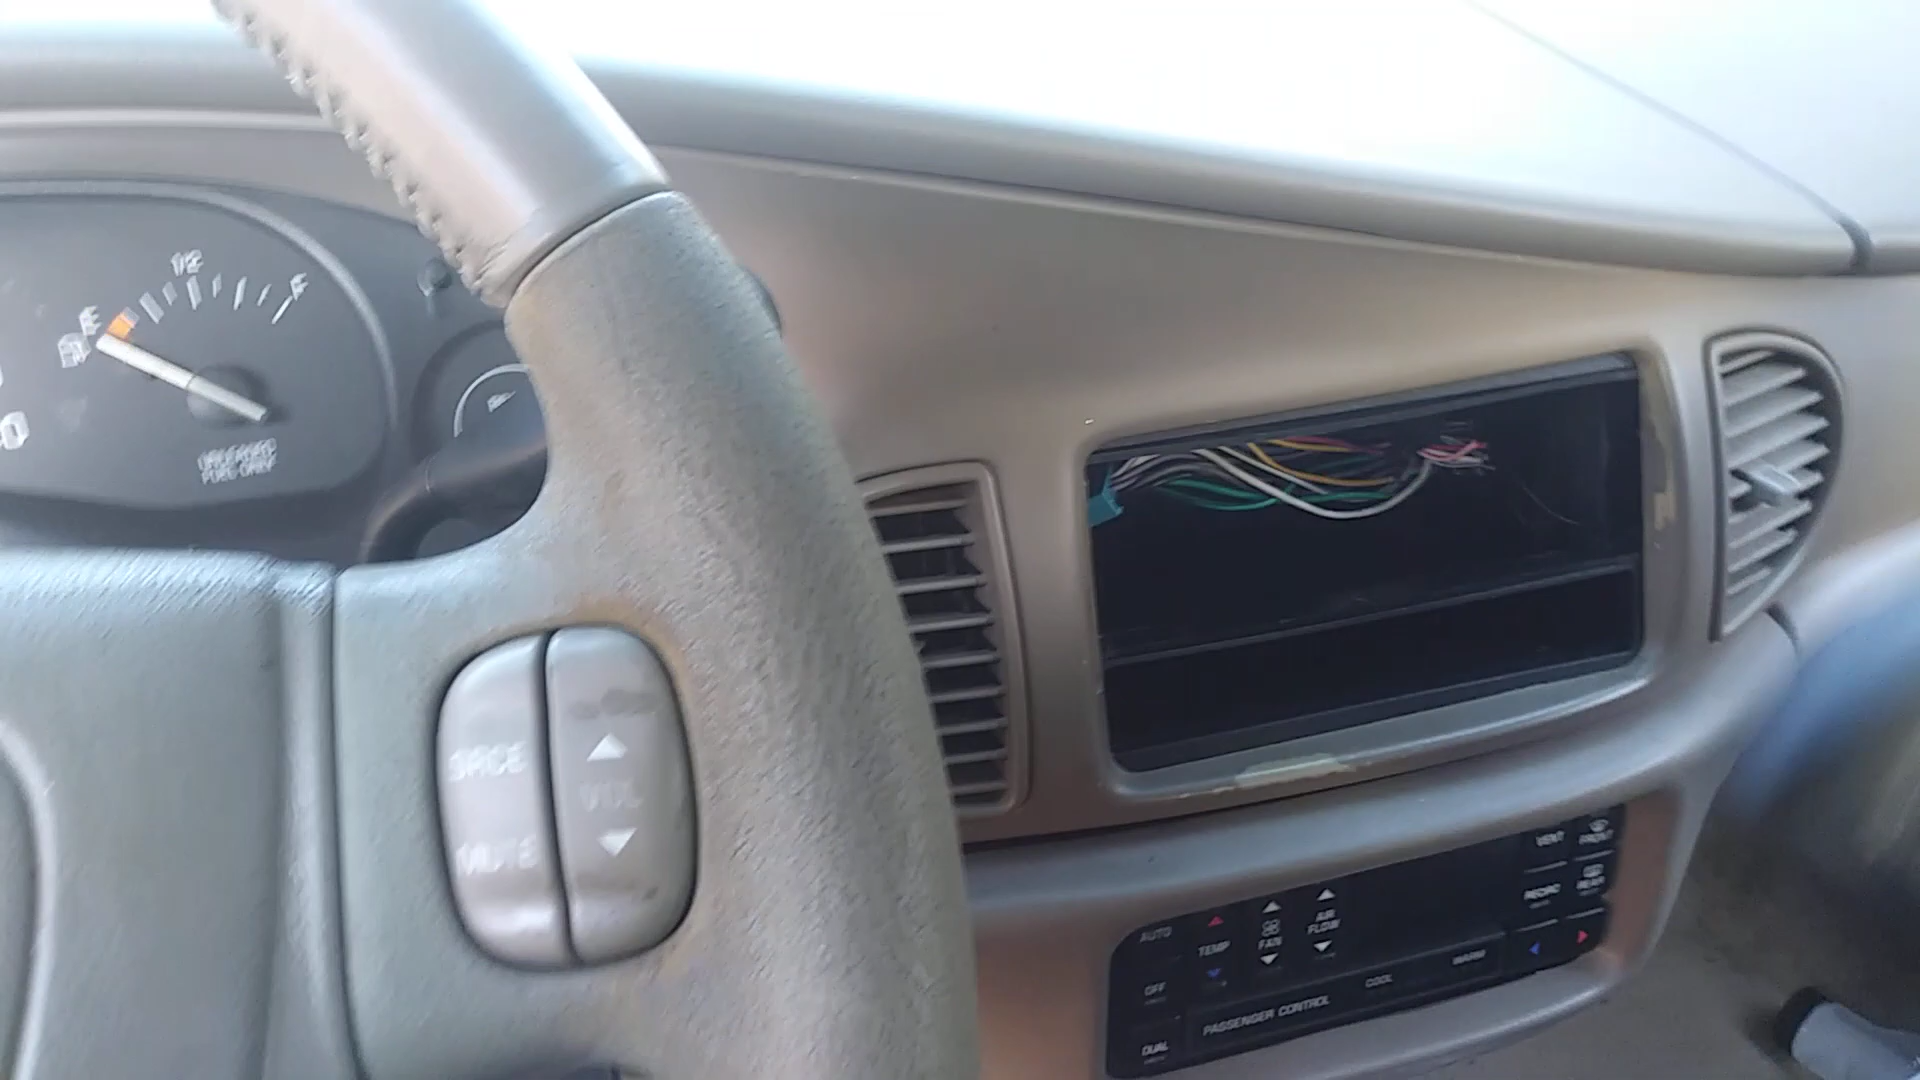 1/2
E
F
UNLEADED
FUEL ONLY
SRCE
MUTE
VOL
VENT
FRONT
RECIRC
REAR
AUTO
TEMP
FAN
AIR
FLOW
OFF
PASSENGER CONTROL
COOL
WARM
DUAL